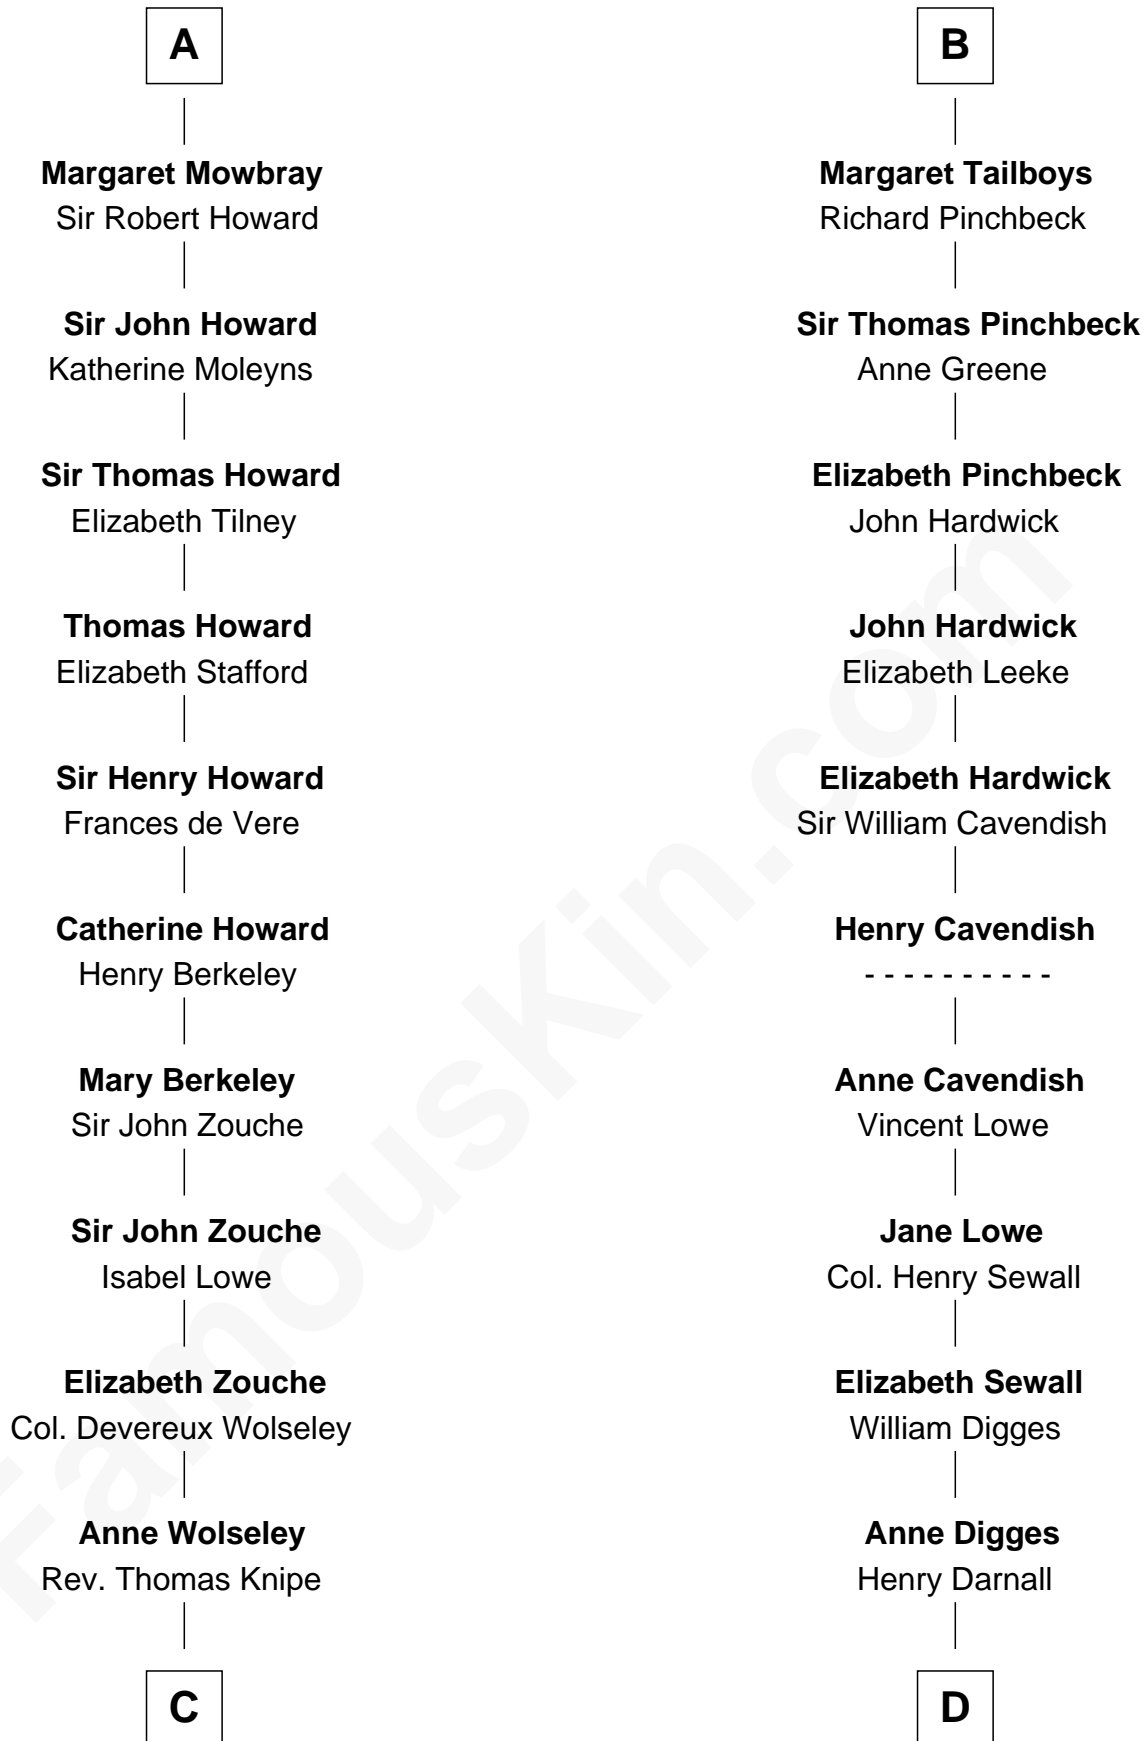 A
Margaret Mowbray
Sir Robert Howard
Sir John Howard
Katherine Moleyns
Sir Thomas Howard
Elizabeth Tilney
Thomas Howard
Elizabeth Stafford
Sir Henry Howard
Frances de Vere
Catherine Howard
Henry Berkeley
Mary Berkeley
Sir John Zouche
Sir John Zouche
Isabel Lowe
Elizabeth Zouche
Col. Devereux Wolseley
Anne Wolseley
Rev. Thomas Knipe
C
B
Margaret Tailboys
Richard Pinchbeck
Sir Thomas Pinchbeck
Anne Greene
Elizabeth Pinchbeck
John Hardwick
John Hardwick
Elizabeth Leeke
Elizabeth Hardwick
Sir William Cavendish
Henry Cavendish
- - - - - - - - - -
Anne Cavendish
Vincent Lowe
Jane Lowe
Col. Henry Sewall
Elizabeth Sewall
William Digges
Anne Digges
Henry Darnall
D
FamousKin.com